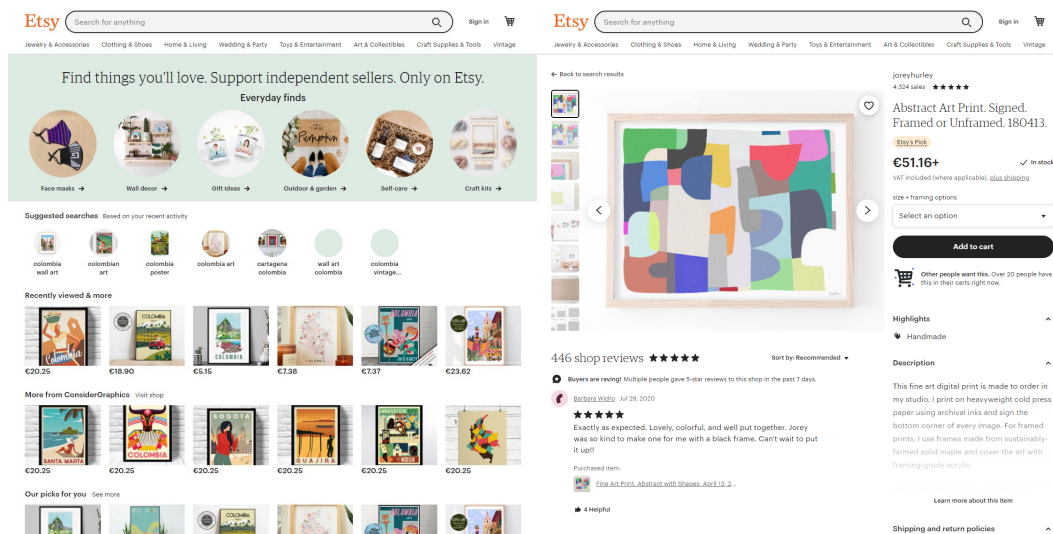 Etsy
Search for anything
Sign in
Jewelry & Accessories Clothing & Shoes Home & Living Wedding & Party Toys & Entertainment Art & Collectibles Craft Supplies & Tools Vintage
Find things you'll love. Support independent sellers. Only on Etsy.
Everyday finds
Face masks → Wall decor → Gift Ideas → Outdoor & garden → Self-care → Craft kits →
Suggested searches Based on your recent activity
colombia wall art
colombian art
colombia poster
colombia art
cartagena colombia
wall art colombia
colombia vintage...
Recently viewed & more
Colombia
COLOMBIA
COLOMBIA
€20.25 €18.90 €5.15 €7.38 €7.37 €23.62
More from ConsiderGraphics Visit shop
SANTA MARTA
COLOMBIA
BOGOTA
GUAJIRA
INNOVATION CITY
€20.25 €20.25 €20.25 €20.25 €20.25 €20.25
Our picks for you See more
COLOMBIA
Etsy
Search for anything
Sign in
Jewelry & Accessories Clothing & Shoes Home & Living Wedding & Party Toys & Entertainment Art & Collectibles Craft Supplies & Tools Vintage
← Back to search results
446 shop reviews ★★★★★
Sort by: Recommended
Buyers are raving! Multiple people gave 5-star reviews to this shop in the past 7 days.
Barbara Widro Jul 29, 2020
★★★★★
Exactly as expected. Lovely, colorful, and well put together. Jorey
was so kind to make one for me with a black frame. Can't wait to put
it up!!
Purchased item:
Fine Art Print. Abstract with Shapes, April 13, 2...
4 Helpful
joreyhurley
4,324 sales ★★★★★
Abstract Art Print. Signed.
Framed or Unframed. 180413.
Etsy's Pick
€51.16+
✓ In stock
VAT included (where applicable), plus shipping
size + framing options
Select an option
Add to cart
Other people want this. Over 20 people have
this in their carts right now.
Highlights
Handmade
Description
This fine art digital print is made to order in
my studio. I print on heavyweight cold press
paper using archival inks and sign the
bottom corner of every image. For framed
prints, I use frames made from sustainably-
farmed solid maple and cover the art with
framing-grade acrylic.
Learn more about this item
Shipping and return policies